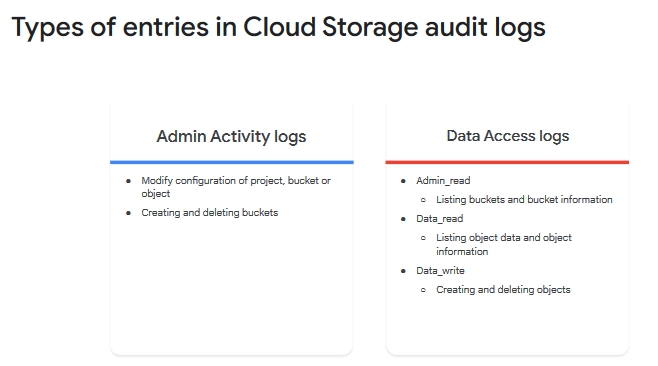 Types of entries in Cloud Storage audit logs
Admin Activity logs
• Modify configuration of project, bucket or
object
• Creating and deleting buckets
Data Access logs
• Admin_read
○ Listing buckets and bucket information
• Data_read
○ Listing object data and object
information
• Data_write
○ Creating and deleting objects